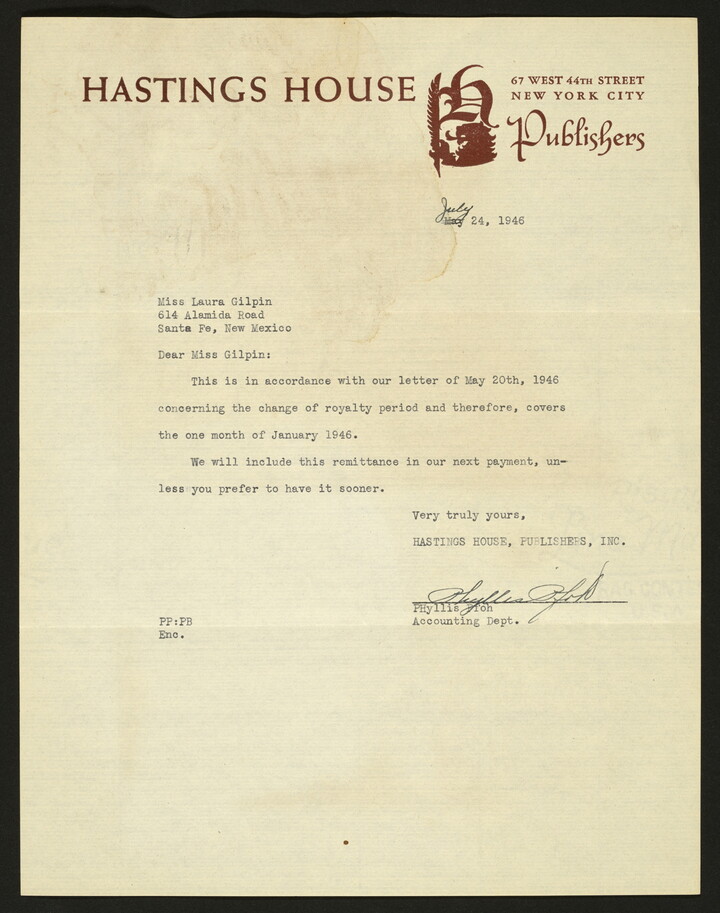 HASTINGS HOUSE
67 WEST 44TH STREET
NEW YORK CITY
Publishers
July
24, 1946
Miss Laura Gilpin
614 Alamida Road
Santa Fe, New Mexico
Dear Miss Gilpin:
This is in accordance with our letter of May 20th, 1946
concerning the change of royalty period and therefore, covers
the one month of January 1946.
We will include this remittance in our next payment, un-
less you prefer to have it sooner.
Very truly yours,
HASTINGS HOUSE, PUBLISHERS, INC.
Phyllis Pfoh
PHyllis Pfoh
Accounting Dept.
PP:PB
Enc.